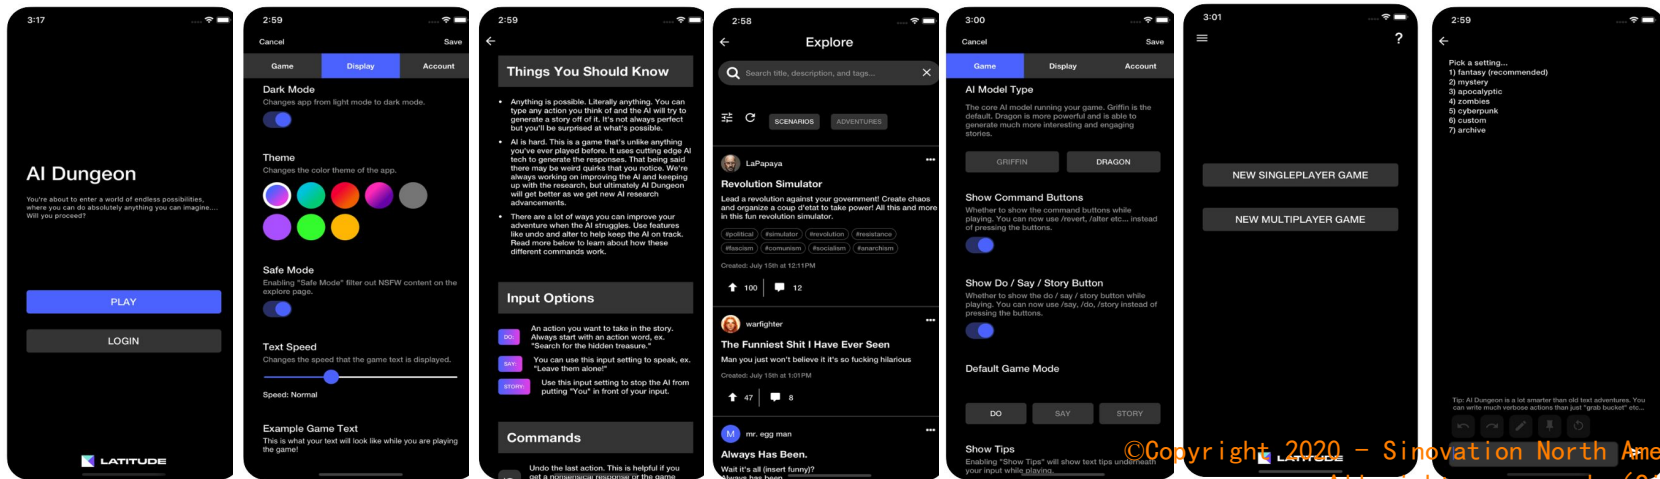 3:17
AI Dungeon
You're about to enter a world of endless possibilities,
where you can do absolutely anything you can imagine....
Will you proceed?
PLAY
LOGIN
LATITUDE
2:59
Cancel
Save
Game
Display
Account
Dark Mode
Changes app from light mode to dark mode.
Theme
Changes the color theme of the app.
Safe Mode
Enabling "Safe Mode" filter out NSFW content on the
explore page.
Text Speed
Changes the speed that the game text is displayed.
Speed: Normal
Example Game Text
This is what your text will look like while you are playing
the game!
2:59
Things You Should Know
• Anything is possible. Literally anything. You can
type any action you think of and the AI will try to
generate a story off of it. It's not always perfect
but you'll be surprised at what's possible.
• AI is hard. This is a game that's unlike anything
you've ever played before. It uses cutting edge AI
tech to generate the responses. That being said
there may be weird quirks that you notice. We're
always working on improving the AI and keeping
up with the research, but ultimately AI Dungeon
will get better as we get new AI research
advancements.
• There are a lot of ways you can improve your
adventure when the AI struggles. Use features
like undo and alter to help keep the AI on track.
Read more below to learn about how these
different commands work.
Input Options
DO:
An action you want to take in the story.
Always start with an action word, ex.
"Search for the hidden treasure."
SAY:
You can use this input setting to speak, ex.
"Leave them alone!"
STORY:
Use this input setting to stop the AI from
putting "You" in front of your input.
Commands
Undo the last action. This is helpful if you
get a nonsensical response or the game
2:58
Explore
Search title, description, and tags...
SCENARIOS
ADVENTURES
LaPapaya
Revolution Simulator
Lead a revolution against your government! Create chaos
and organize a coup d'etat to take power! All this and more
in this fun revolution simulator.
#political #simulator #revolution #resistance
#fascism #comunism #socialism #anarchism
Created: July 15th at 12:11PM
100 12
warfighter
The Funniest Shit I Have Ever Seen
Man you just won't believe it it's so fucking hilarious
Created: July 15th at 1:01PM
47 8
M mr. egg man
Always Has Been.
Wait it's all (insert funny)?
Always has been
3:00
Cancel
Save
Game
Display
Account
AI Model Type
The core AI model running your game. Griffin is the
default. Dragon is more powerful and is able to
generate much more interesting and engaging
stories.
GRIFFIN
DRAGON
Show Command Buttons
Whether to show the command buttons while
playing. You can now use /revert, /alter etc... instead
of pressing the buttons.
Show Do / Say / Story Button
Whether to show the do / say / story button while
playing. You can now use /say, /do, /story instead of
pressing the buttons.
Default Game Mode
DO
SAY
STORY
Show Tips
Enabling "Show Tips" will show text tips underneath
your input while playing.
3:01
?
NEW SINGLEPLAYER GAME
NEW MULTIPLAYER GAME
LATITUDE
2:59
Pick a setting...
1) fantasy (recommended)
2) mystery
3) apocalyptic
4) zombies
5) cyberpunk
6) custom
7) archive
Tip: AI Dungeon is a lot smarter than old text adventures. You
can write much verbose actions than just "grab bucket" etc...
©Copyright 2020 - Sinovation North Ame